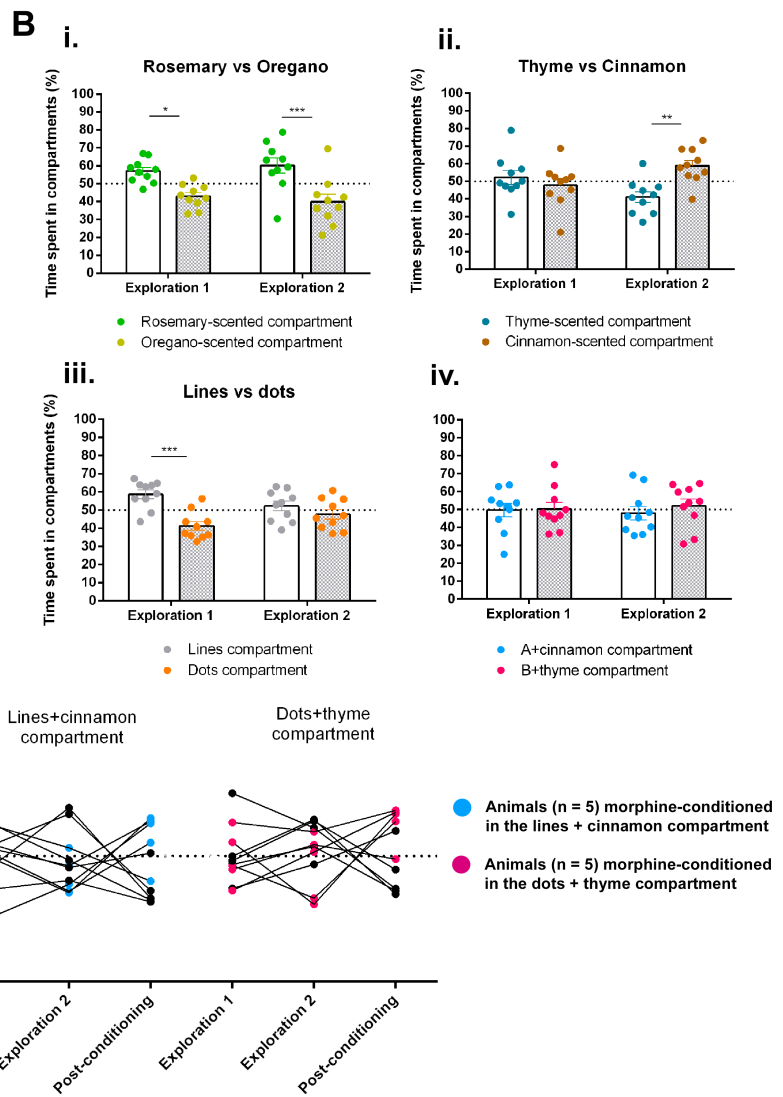 B
i.
Rosemary vs Oregano
Time spent in compartments (%)
100
90
80
70
60
50
40
30
20
10
0
*
***
Exploration 1
Exploration 2
Rosemary-scented compartment
Oregano-scented compartment
ii.
Thyme vs Cinnamon
Time spent in compartments (%)
100
90
80
70
60
50
40
30
20
10
0
**
Exploration 1
Exploration 2
Thyme-scented compartment
Cinnamon-scented compartment
iii.
Lines vs dots
Time spent in compartments (%)
100
90
80
70
60
50
40
30
20
10
0
***
Exploration 1
Exploration 2
Lines compartment
Dots compartment
iv.
100
90
80
70
60
50
40
30
20
10
0
Exploration 1
Exploration 2
A+cinnamon compartment
B+thyme compartment
Lines+cinnamon
compartment
Dots+thyme
compartment
Exploration 2
Post-conditioning
Exploration 1
Exploration 2
Post-conditioning
Animals (n = 5) morphine-conditioned
in the lines + cinnamon compartment
Animals (n = 5) morphine-conditioned
in the dots + thyme compartment